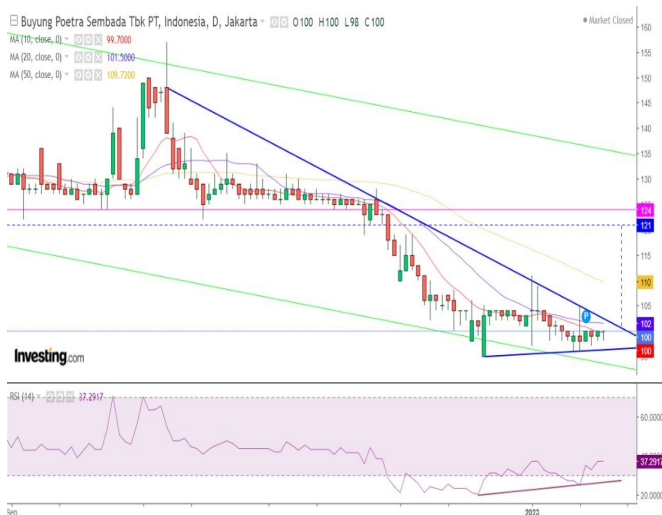 Buyung Poetra Sembada Tbk PT, Indonesia, D, Jakarta O100 H100 L98 C100
Market Closed
MA (10, close, 0) 99.7000
MA (20, close, 0) 101.5000
MA (50, close, 0) 109.7200
160
155
150
145
140
135
130
124
121
115
110
105
102
100
100
P
Investing.com
RSI (14) 37.2917
60.0000
37.2917
20.0000
Sep
2023